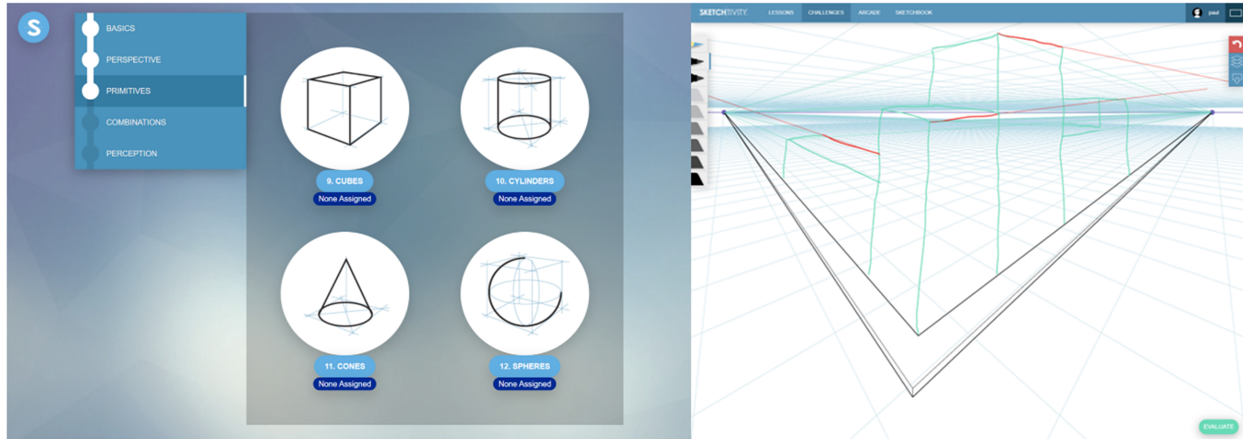 S
BASICS
PERSPECTIVE
PRIMITIVES
COMBINATIONS
PERCEPTION
9. CUBES
None Assigned
10. CYLINDERS
None Assigned
11. CONES
None Assigned
12. SPHERES
None Assigned
SKETCHTIVITY. LESSONS CHALLENGES ARCADE SKETCHBOOK paul
EVALUATE